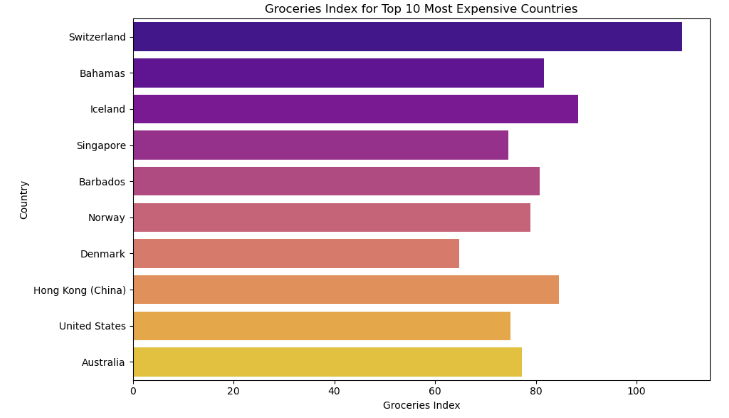 Groceries Index for Top 10 Most Expensive Countries
Country
Switzerland
Bahamas
Iceland
Singapore
Barbados
Norway
Denmark
Hong Kong (China)
United States
Australia
0 20 40 60 80 100
Groceries Index